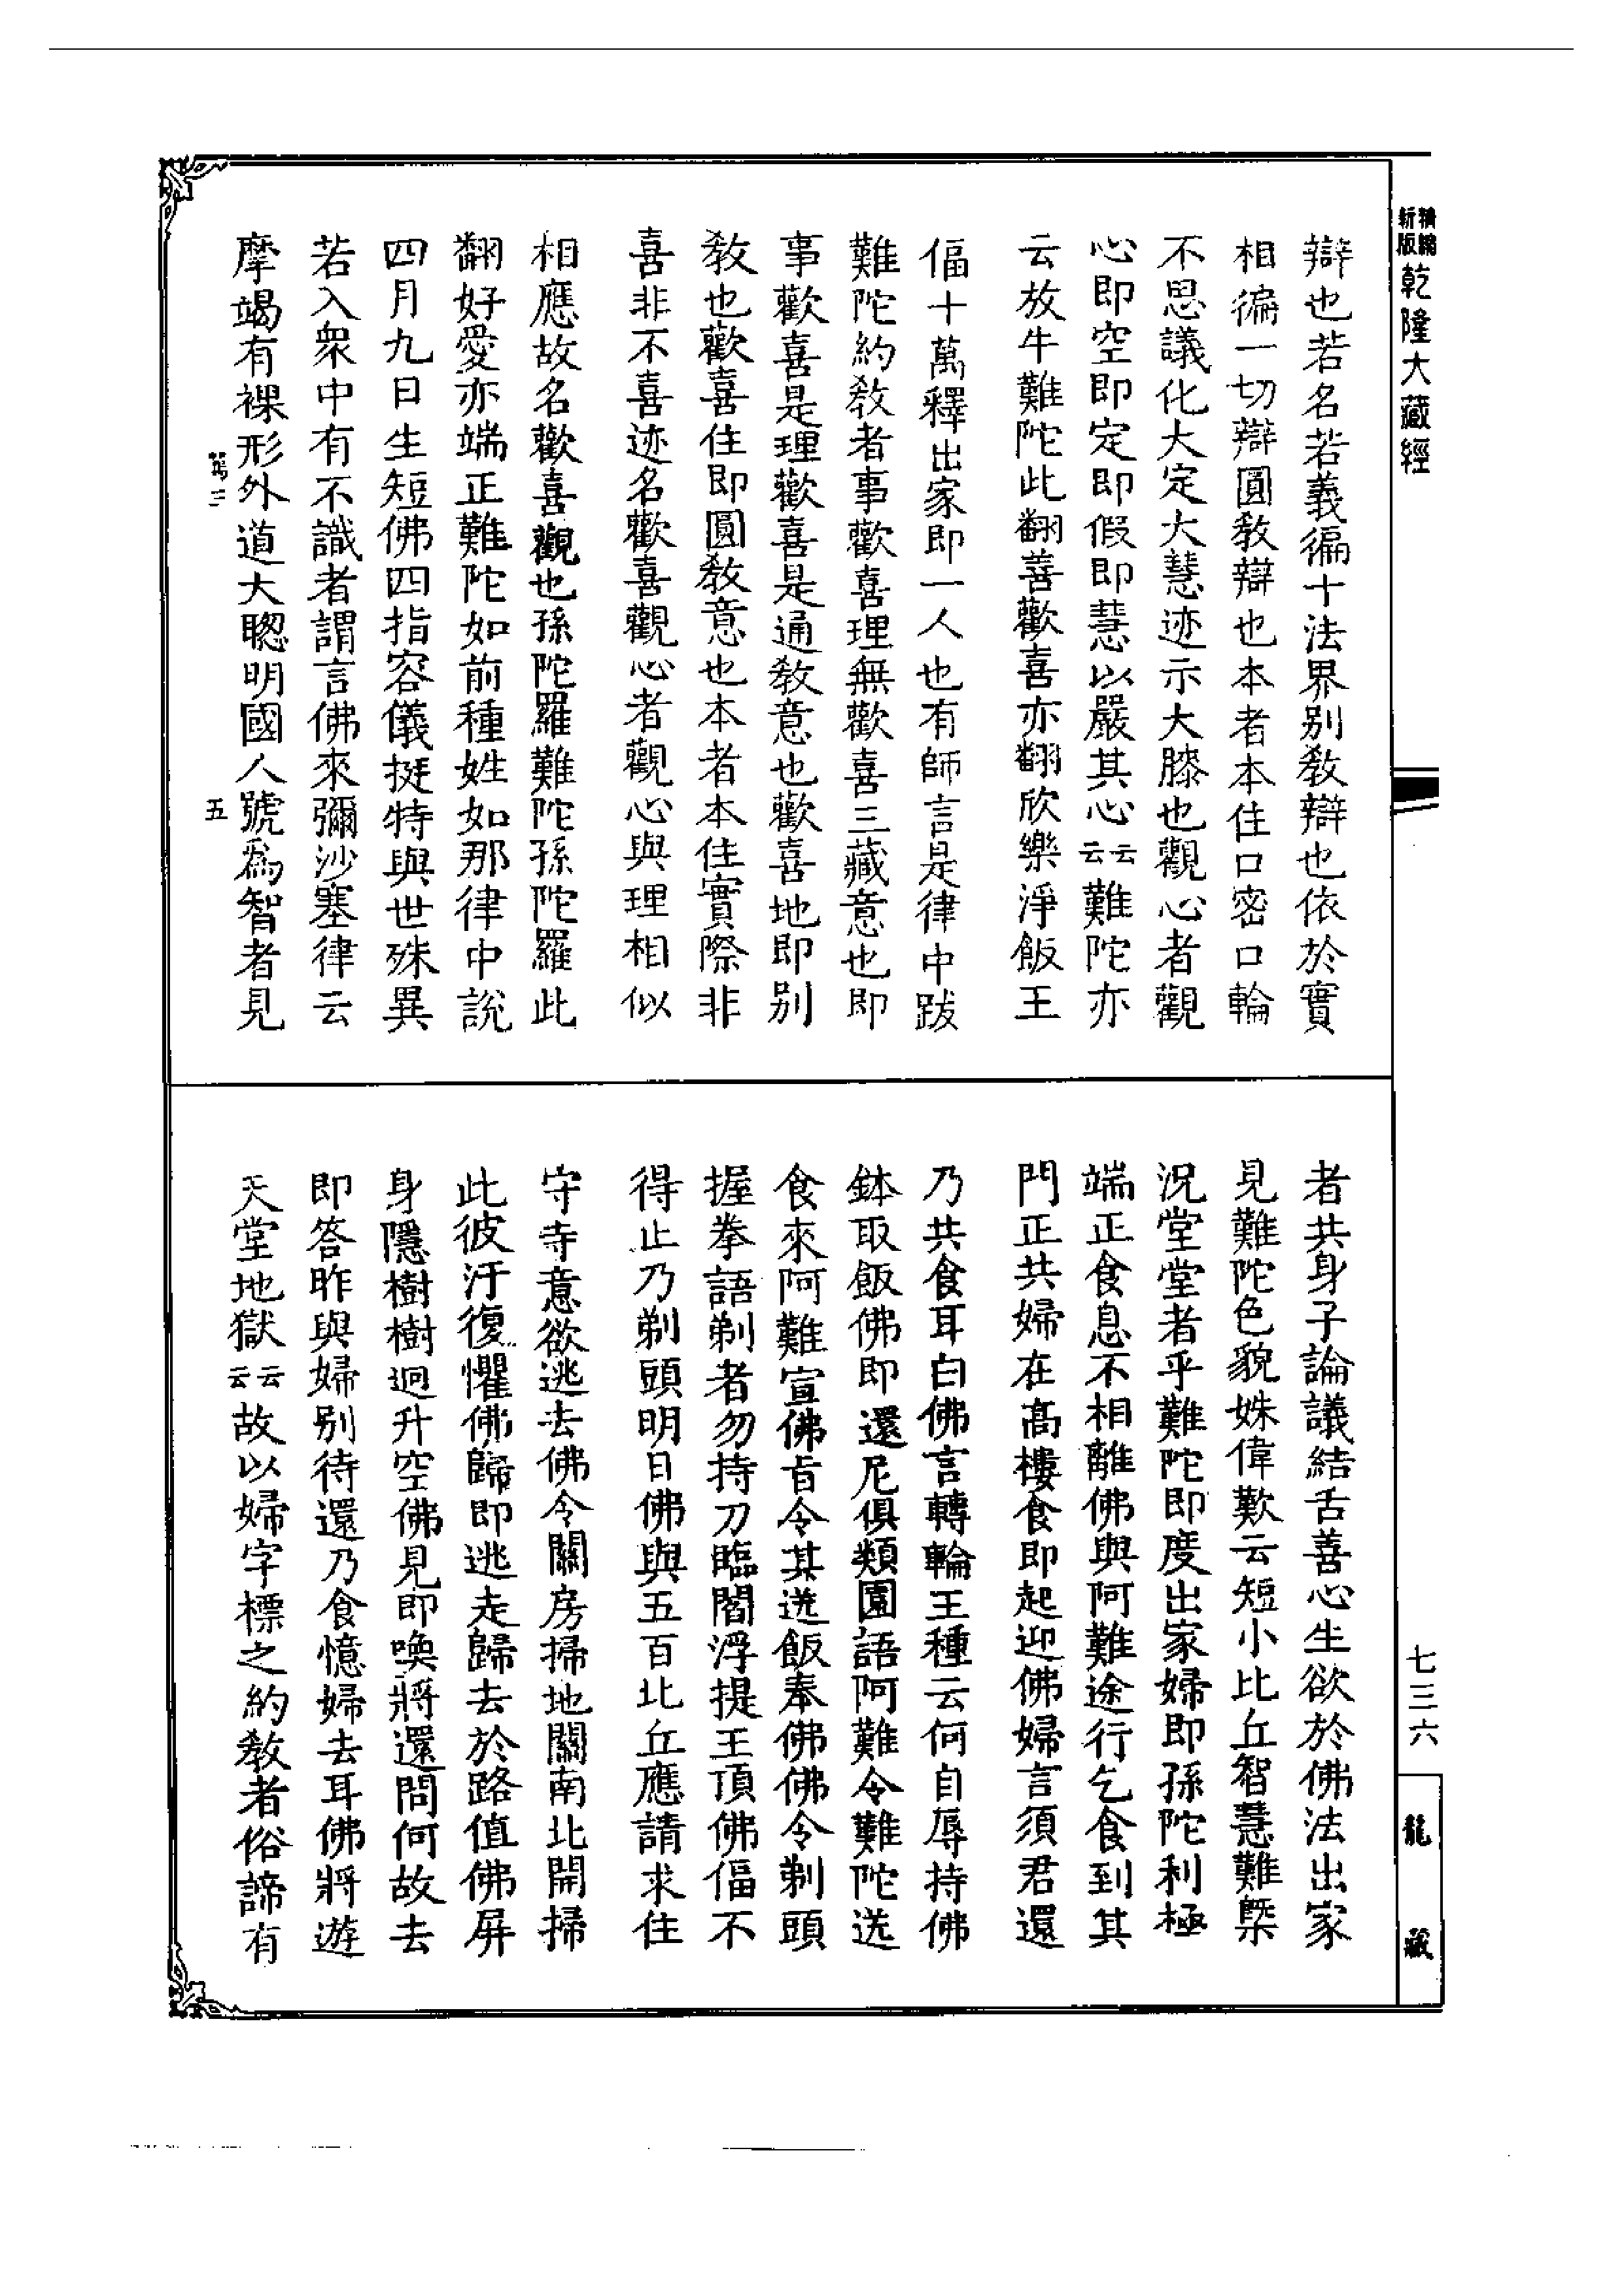 精縮新版乾隆大藏經
辯也若名若義徧十法界別教辯也依於實
相徧一切辯圓教辯也本者本住口密口輪
不思議化大定大慧迹示大膝也觀心者觀
心即空即定即假即慧以嚴其心云云難陀亦
云放牛難陀此翻善歡喜亦翻欣樂淨飯王
偪十萬釋出家即一人也有師言是律中跋
難陀約教者事歡喜理無歡喜三藏意也即
事歡喜是理歡喜是通教意也歡喜地即別
教也歡喜住即圓教意也本者本住實際非
喜非不喜迹名歡喜觀心者觀心與理相似
相應故名歡喜觀也孫陀羅難陀孫陀羅此
翻好愛亦端正難陀如前種姓如那律中說
四月九日生短佛四指容儀挺特與世殊異
若入衆中有不識者謂言佛來彌沙塞律云
摩竭有裸形外道大聰明國人號爲智者見
五
者共身子論議結舌善心生欲於佛法出家
見難陀色貌姝偉歎云短小比丘智慧難槩
況堂堂者乎難陀即度出家婦即孫陀利極
端正食息不相離佛與阿難途行乞食到其
門正共婦在高樓食即起迎佛婦言須君還
乃共食耳白佛言轉輪王種云何自辱持佛
鉢取飯佛即還尼俱類園語阿難令難陀送
食來阿難宣佛旨令其送飯奉佛佛令剃頭
握拳語剃者勿持刀臨閻浮提王頂佛偪不
得止乃剃頭明日佛與五百比丘應請求住
守寺意欲逃去佛令關房掃地關南北開掃
此彼汙復懼佛歸即逃走歸去於路值佛屏
身隱樹樹迥升空佛見即喚將還問何故去
即答昨與婦別待還乃食憶婦去耳佛將遊
天堂地獄云云故以婦字標之約教者俗諦有
七三六
龍藏